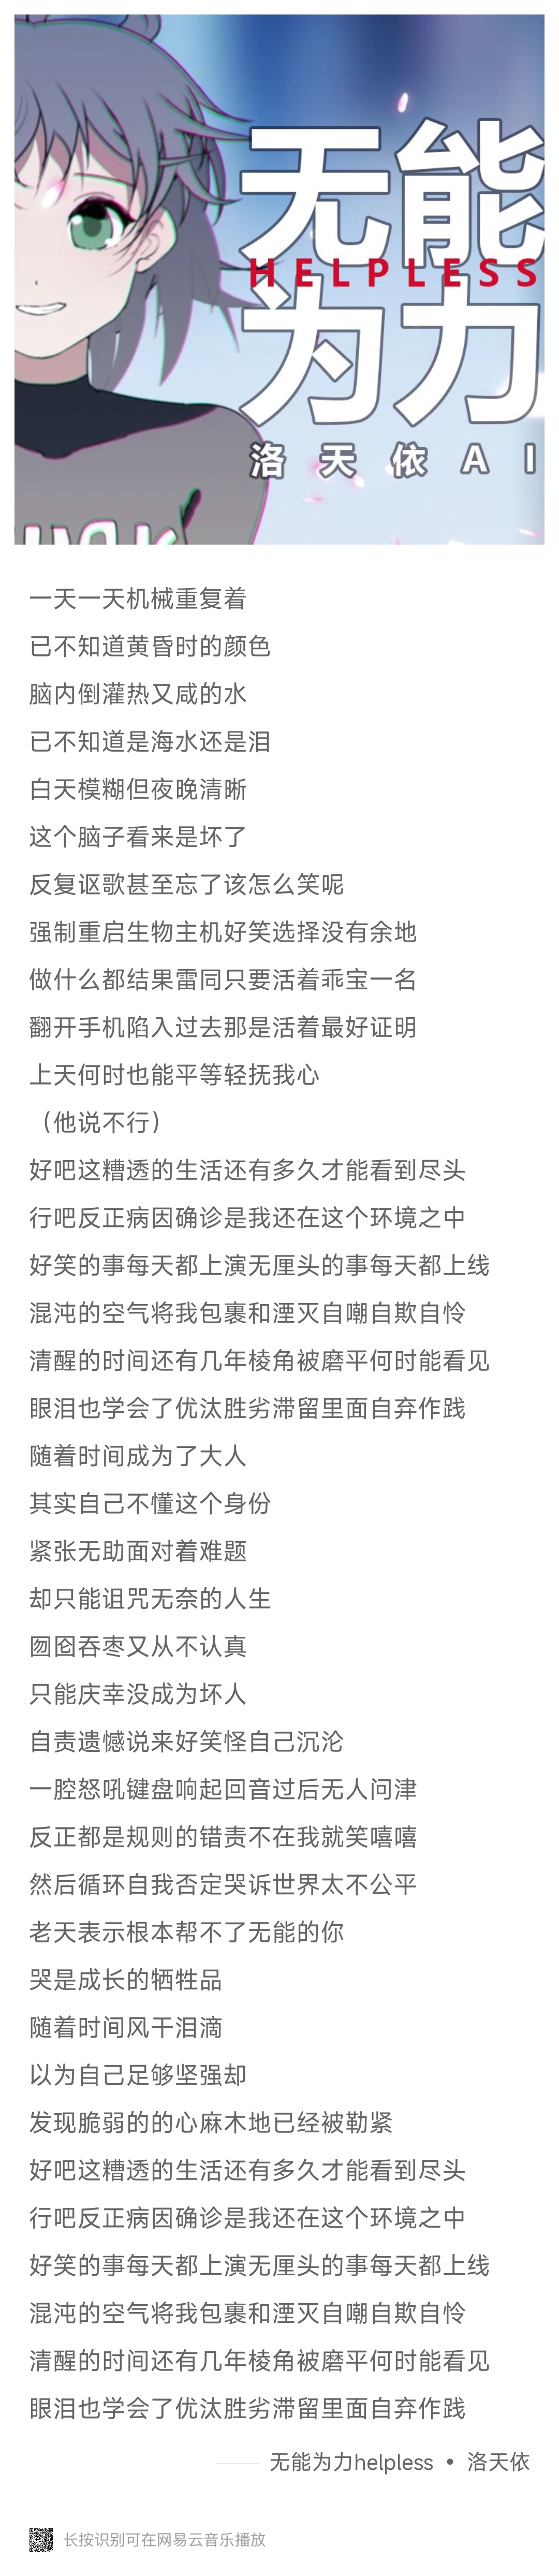 无能
HELPLESS
为力
洛天依AI
一天一天机械重复着
已不知道黄昏时的颜色
脑内倒灌热又咸的水
已不知道是海水还是泪
白天模糊但夜晚清晰
这个脑子看来是坏了
反复讴歌甚至忘了该怎么笑呢
强制重启生物主机好笑选择没有余地
做什么都结果雷同只要活着乖宝一名
翻开手机陷入过去那是活着最好证明
上天何时也能平等轻抚我心
（他说不行）
好吧这糟透的生活还有多久才能看到尽头
行吧反正病因确诊是我还在这个环境之中
好笑的事每天都上演无厘头的事每天都上线
混沌的空气将我包裹和湮灭自嘲自欺自怜
清醒的时间还有几年棱角被磨平何时能看见
眼泪也学会了优汰胜劣滞留里面自弃作践
随着时间成为了大人
其实自己不懂这个身份
紧张无助面对着难题
却只能诅咒无奈的人生
囫囵吞枣又从不认真
只能庆幸没成为坏人
自责遗憾说来好笑怪自己沉沦
一腔怒吼键盘响起回音过后无人问津
反正都是规则的错责不在我就笑嘻嘻
然后循环自我否定哭诉世界太不公平
老天表示根本帮不了无能的你
哭是成长的牺牲品
随着时间风干泪滴
以为自己足够坚强却
发现脆弱的的心麻木地已经被勒紧
好吧这糟透的生活还有多久才能看到尽头
行吧反正病因确诊是我还在这个环境之中
好笑的事每天都上演无厘头的事每天都上线
混沌的空气将我包裹和湮灭自嘲自欺自怜
清醒的时间还有几年棱角被磨平何时能看见
眼泪也学会了优汰胜劣滞留里面自弃作践
—— 无能为力helpless • 洛天依
长按识别可在网易云音乐播放